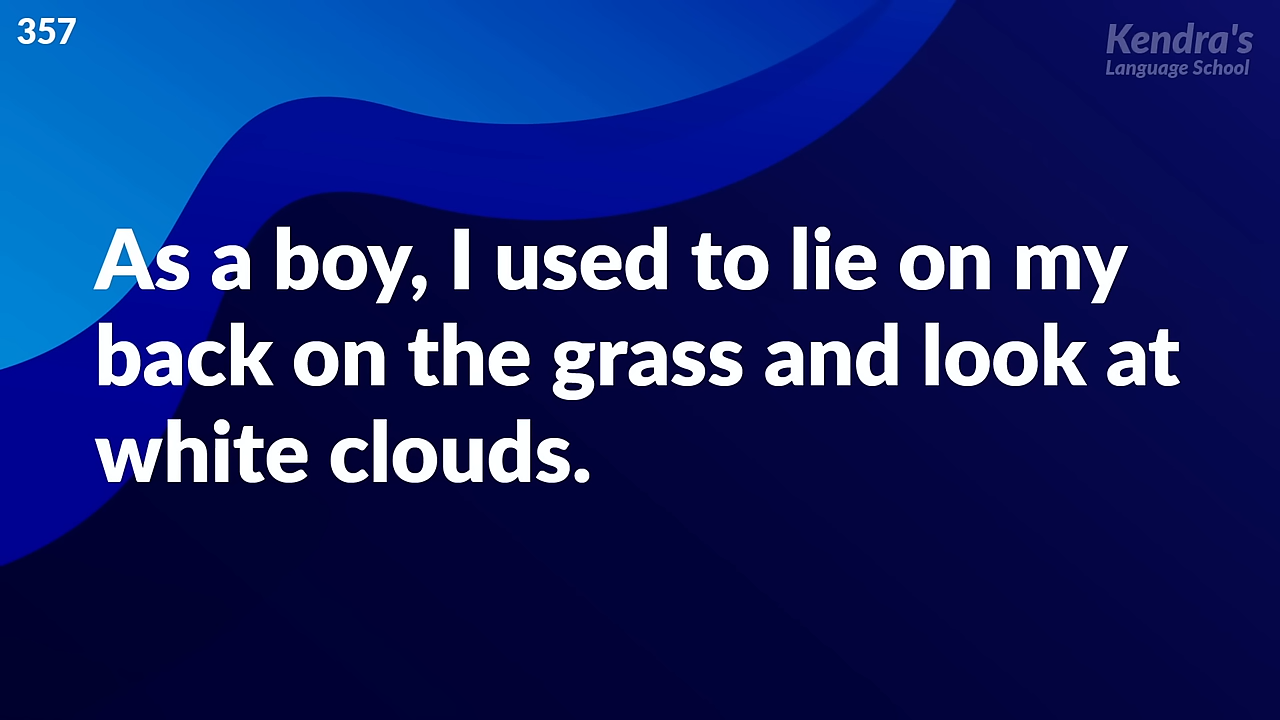 357
Kendra's
Language School
As a boy, I used to lie on my
back on the grass and look at
white clouds.